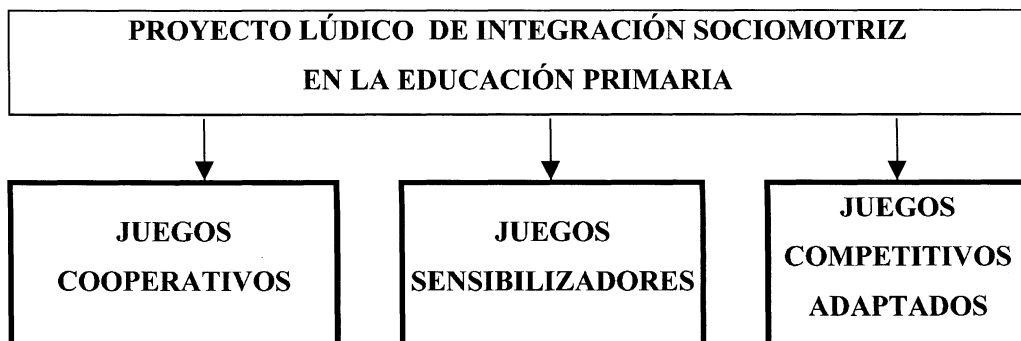 PROYECTO LÚDICO DE INTEGRACIÓN SOCIOMOTRIZ
EN LA EDUCACIÓN PRIMARIA
JUEGOS
COOPERATIVOS
JUEGOS
SENSIBILIZADORES
JUEGOS
COMPETITIVOS
ADAPTADOS